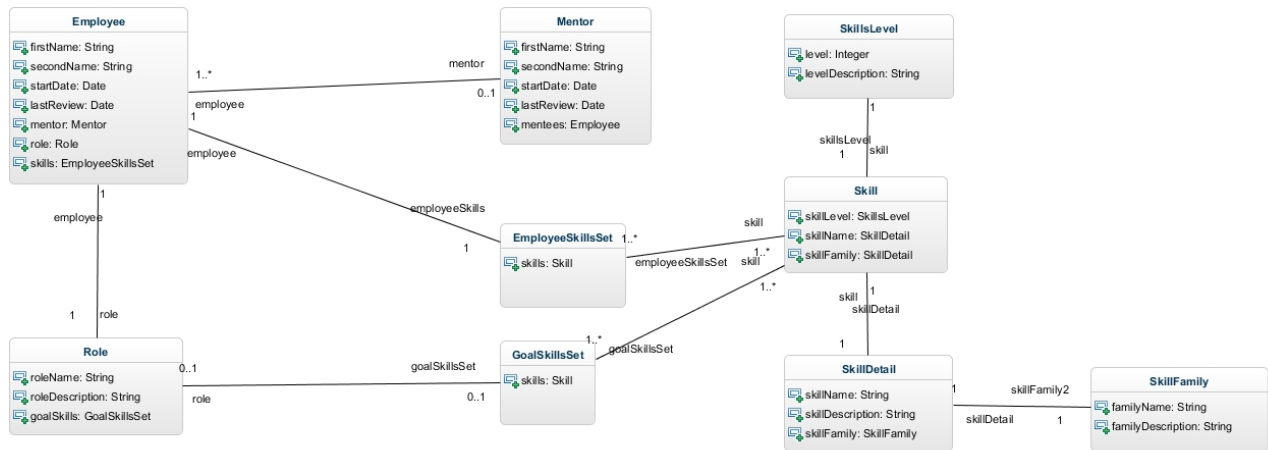 Employee
firstName: String
secondName: String
startDate: Date
lastReview: Date
mentor: Mentor
role: Role
skills: EmployeeSkillsSet
1..*
employee
mentor
0..1
Mentor
firstName: String
secondName: String
startDate: Date
lastReview: Date
mentees: Employee
SkillsLevel
level: Integer
levelDescription: String
1
skillsLevel
1
skill
1
employee
employeeSkills
1
1
employee
1
role
EmployeeSkillsSet
skills: Skill
1..*
employeeSkillsSet
skill
1..*
Skill
skillLevel: SkillsLevel
skillName: SkillDetail
skillFamily: SkillDetail
skill
1..*
1..*
goalSkillsSet
skill
1
skillDetail
1
Role
roleName: String
roleDescription: String
goalSkills: GoalSkillsSet
0..1
role
goalSkillsSet
0..1
GoalSkillsSet
skills: Skill
SkillDetail
skillName: String
skillDescription: String
skillFamily: SkillFamily
1
skillDetail
skillFamily2
1
SkillFamily
familyName: String
familyDescription: String